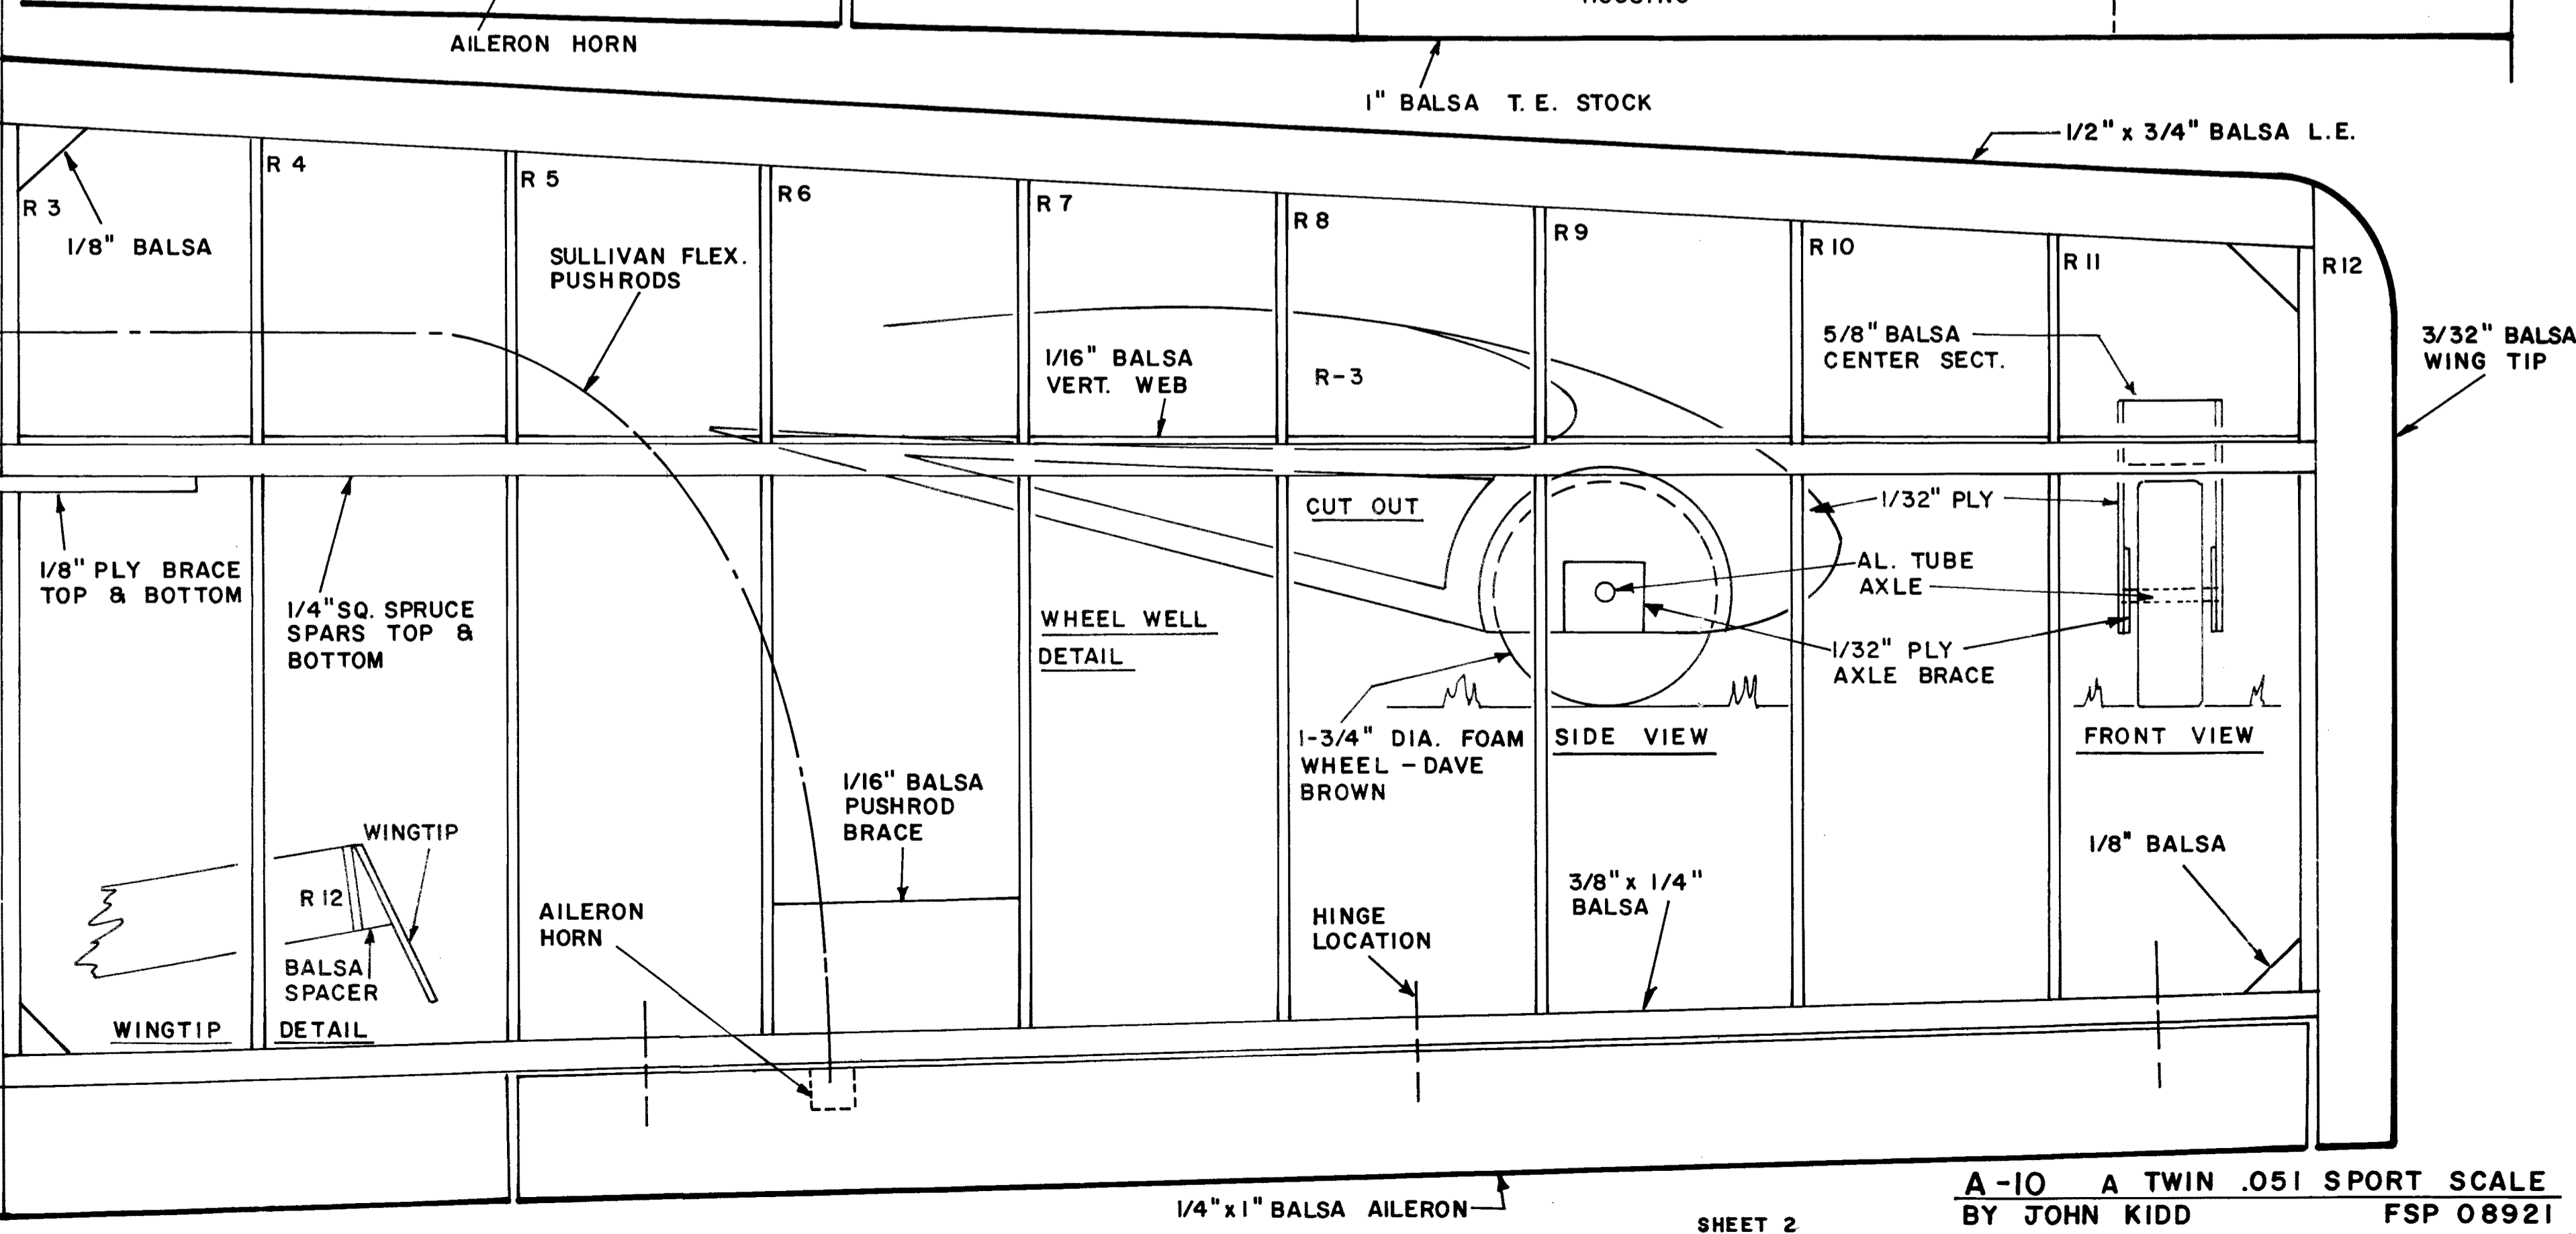 AILERON HORN
1" BALSA T.E. STOCK
1/2" x 3/4" BALSA L.E.
R 3
R 4
R 5
R 6
R 7
R 8
R 9
R 10
R 11
R 12
1/8" BALSA
SULLIVAN FLEX.
PUSHRODS
1/16" BALSA
VERT. WEB
R-3
5/8" BALSA
CENTER SECT.
3/32" BALSA
WING TIP
CUT OUT
1/32" PLY
1/8" PLY BRACE
TOP & BOTTOM
1/4" SQ. SPRUCE
SPARS TOP &
BOTTOM
WHEEL WELL
DETAIL
AL. TUBE
AXLE
1/32" PLY
AXLE BRACE
1-3/4" DIA. FOAM
WHEEL - DAVE
BROWN
SIDE VIEW
FRONT VIEW
1/16" BALSA
PUSHROD
BRACE
WINGTIP
R 12
BALSA
SPACER
WINGTIP DETAIL
AILERON
HORN
HINGE
LOCATION
3/8" x 1/4"
BALSA
1/8" BALSA
1/4" x 1" BALSA AILERON
SHEET 2
A-10 A TWIN .051 SPORT SCALE
BY JOHN KIDD FSP 08921